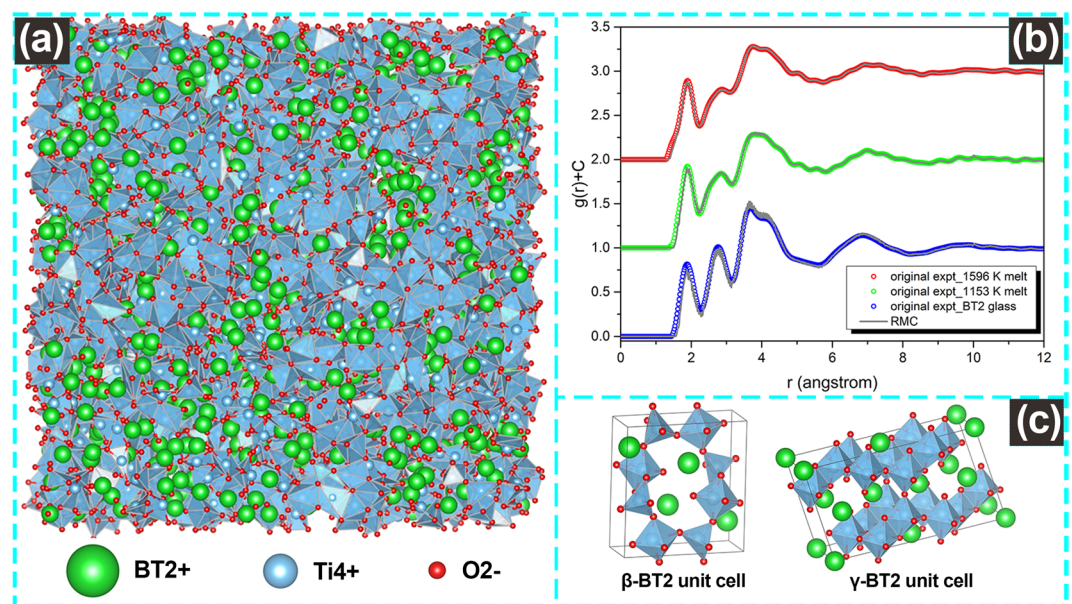 (a)
BT2+
Ti4+
O2-
(b)
3.5
3.0
2.5
2.0
1.5
1.0
0.5
0.0
g(r)+C
0 2 4 6 8 10 12
r (angstrom)
original expt_1596 K melt
original expt_1153 K melt
original expt_BT2 glass
RMC
(c)
β-BT2 unit cell
γ-BT2 unit cell